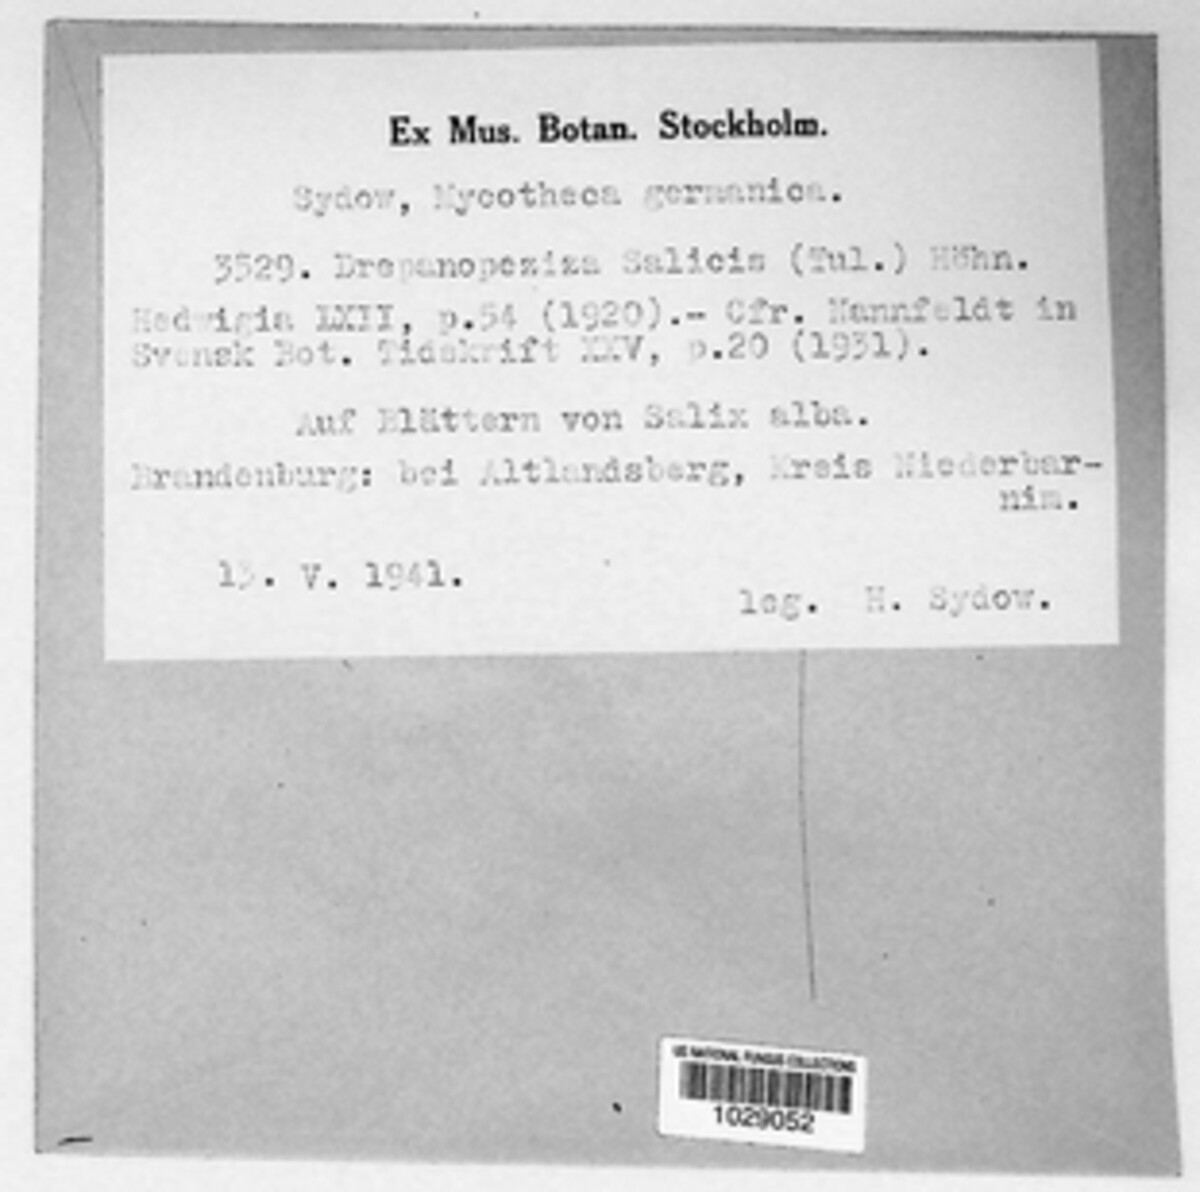 Ex Mus. Botan. Stockholm.
Sydow, Mycotheca germanica.
3529. Drepanopeziza Salicis (Tul.) Höhn.
Hedwigia LXII, p.54 (1920).- Cfr. Nannfeldt in
Svensk Bot. Tidskrift XXV, p.20 (1931).
Auf Blättern von Salix alba.
Brandenburg: bei Altlandsberg, Kreis Niederbar-
nim.
13. V. 1941.
leg. H. Sydow.
US NATIONAL FUNGUS COLLECTIONS
1029052